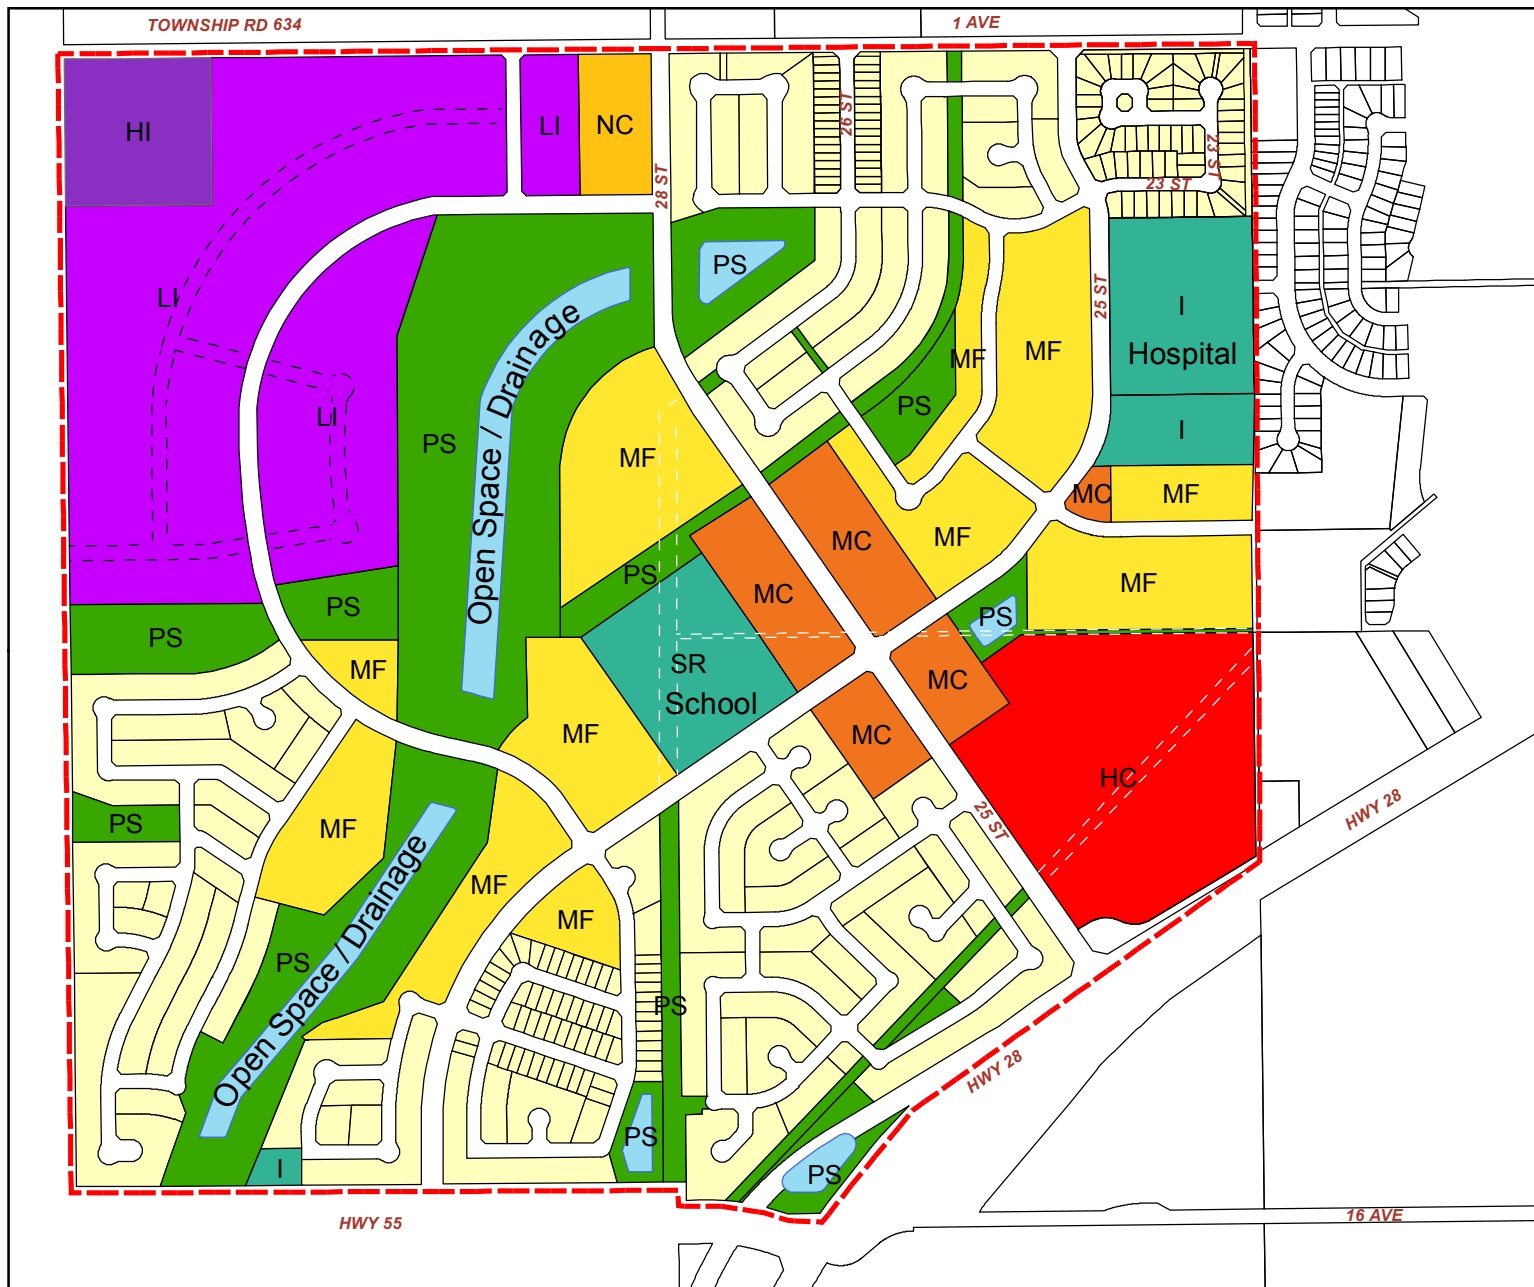 TOWNSHIP RD 634
1 AVE
HI
LI
NC
26 ST
23 ST
23 ST
28 ST
PS
LI
25 ST
I
Hospital
MF
MF
LI
PS
PS
Open Space / Drainage
MF
I
MC
MF
MC
MF
PS
MC
MF
PS
PS
PS
SR
School
MF
MC
MF
MC
HC
25 ST
HWY 28
PS
MF
MF
MF
PS
Open Space / Drainage
PS
HWY 28
PS
PS
I
HWY 55
16 AVE